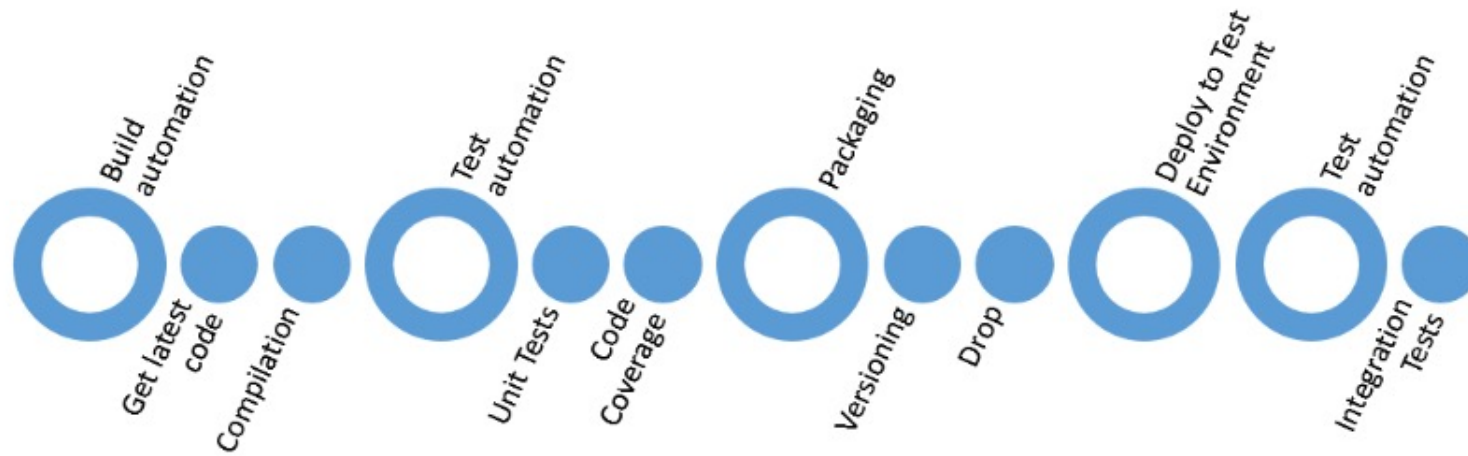 Build
automation
Get latest
code
Compilation
Test
automation
Unit Tests
Code
Coverage
Packaging
Versioning
Drop
Deploy to Test
Environment
Test
automation
Integration
Tests